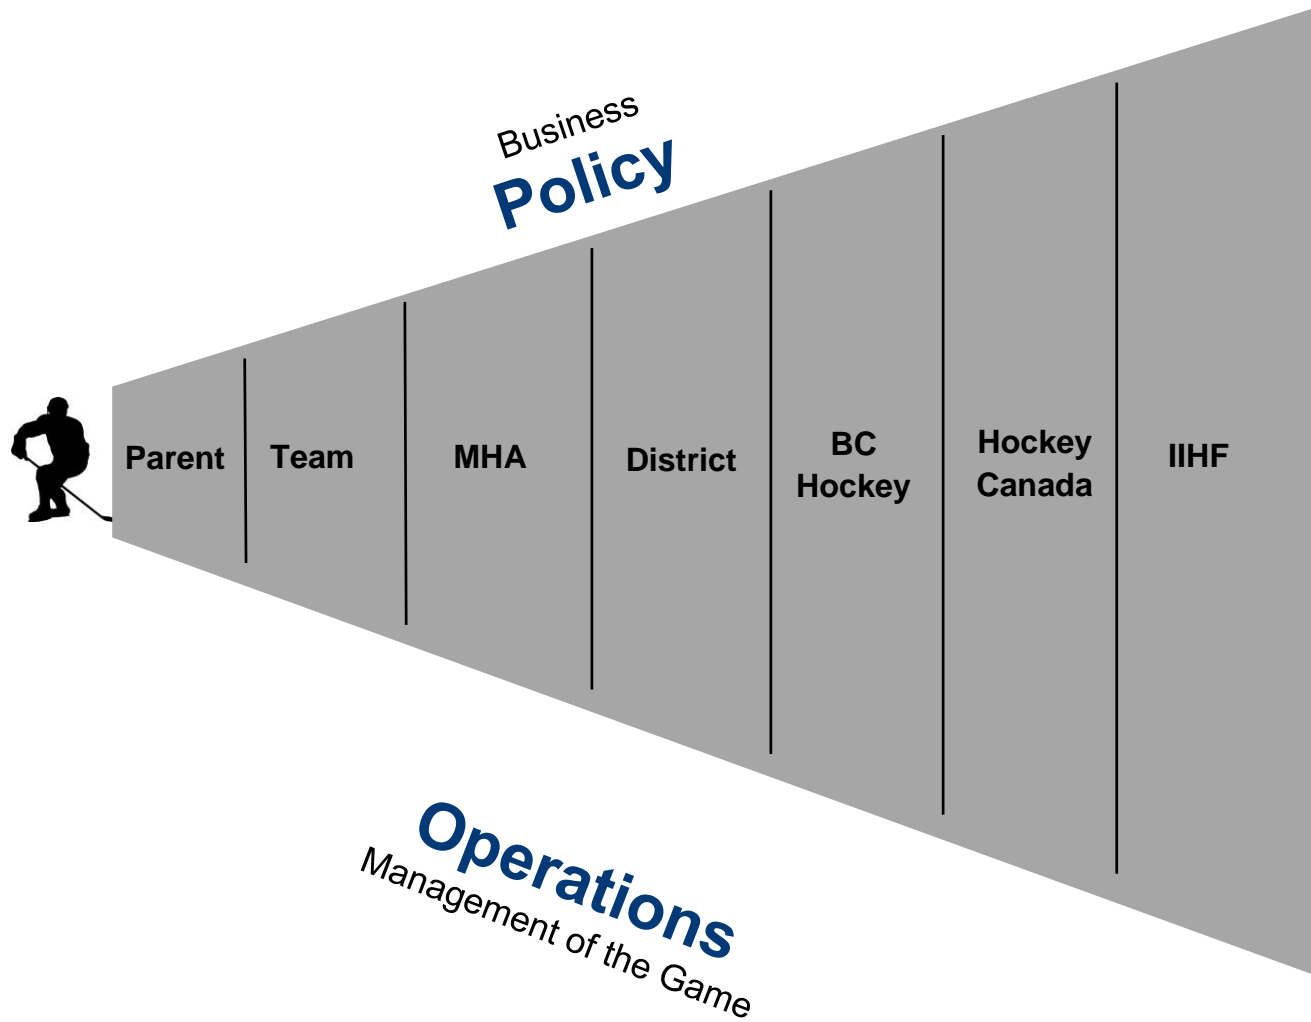 Business
Policy
Parent
Team
MHA
District
BC
Hockey
Hockey
Canada
IIHF
Operations
Management of the Game